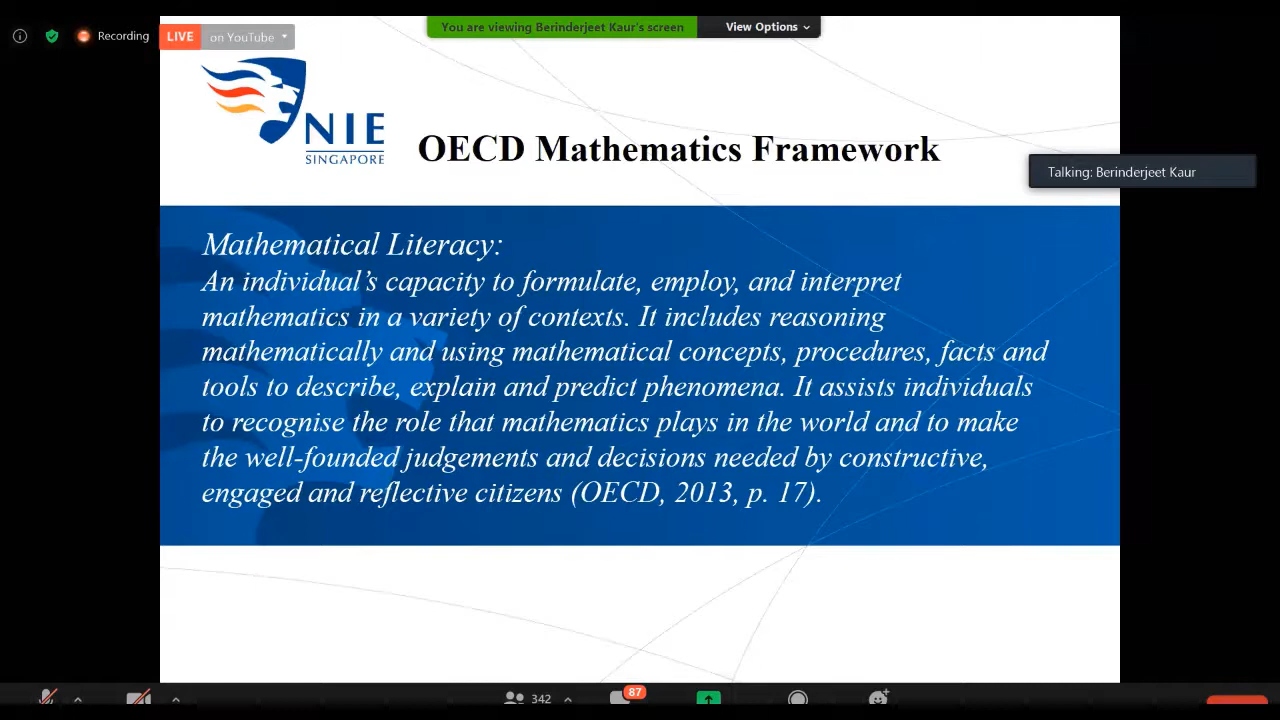 You are viewing Berinderjeet Kaur's screen
View Options
Recording
LIVE
on YouTube
NIE
SINGAPORE
OECD Mathematics Framework
Talking: Berinderjeet Kaur
Mathematical Literacy:
An individual’s capacity to formulate, employ, and interpret
mathematics in a variety of contexts. It includes reasoning
mathematically and using mathematical concepts, procedures, facts and
tools to describe, explain and predict phenomena. It assists individuals
to recognise the role that mathematics plays in the world and to make
the well-founded judgements and decisions needed by constructive,
engaged and reflective citizens (OECD, 2013, p. 17).
342
87